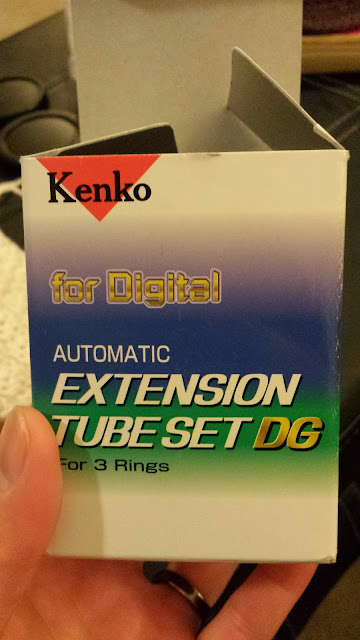 Kenko
for Digital
AUTOMATIC
EXTENSION
TUBE SET DG
For 3 Rings